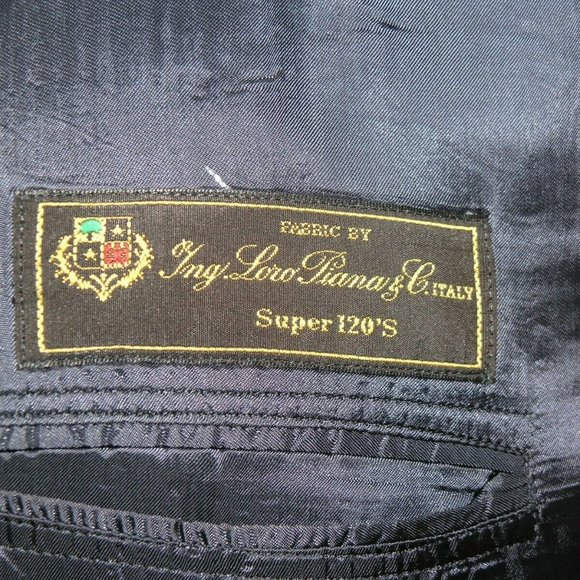 FABRIC BY
Ing. Loro Piana & C. ITALY
Super 120'S